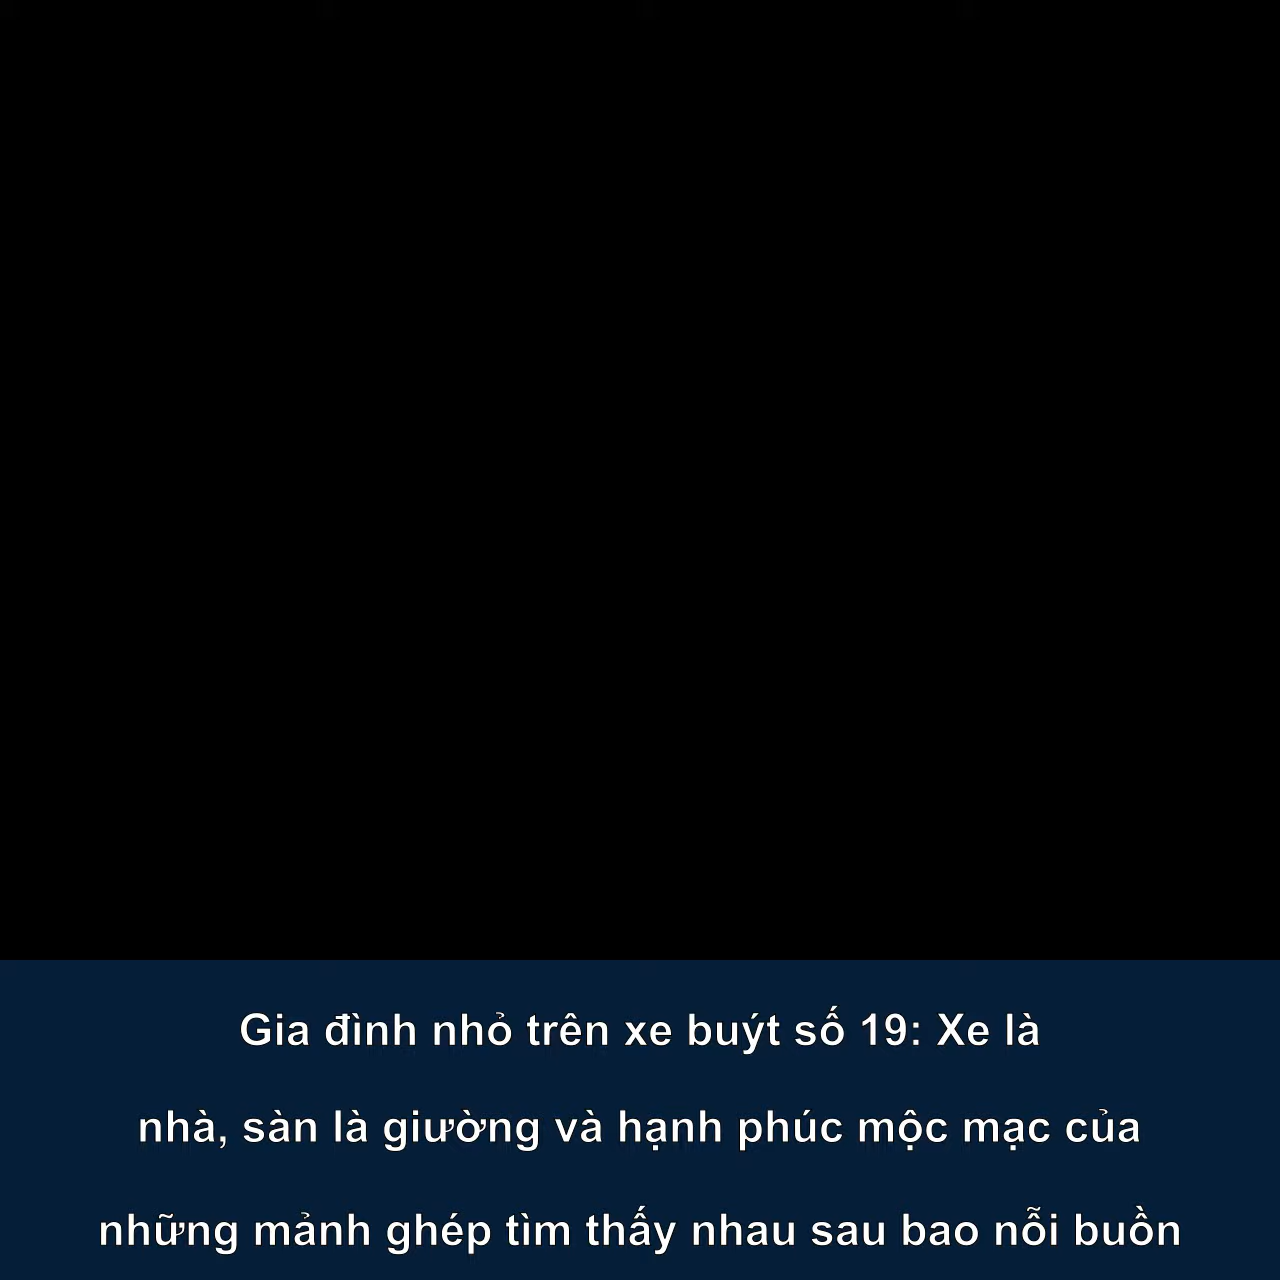 Gia đình nhỏ trên xe buýt số 19: Xe là
nhà, sàn là giường và hạnh phúc mộc mạc của
những mảnh ghép tìm thấy nhau sau bao nỗi buồn